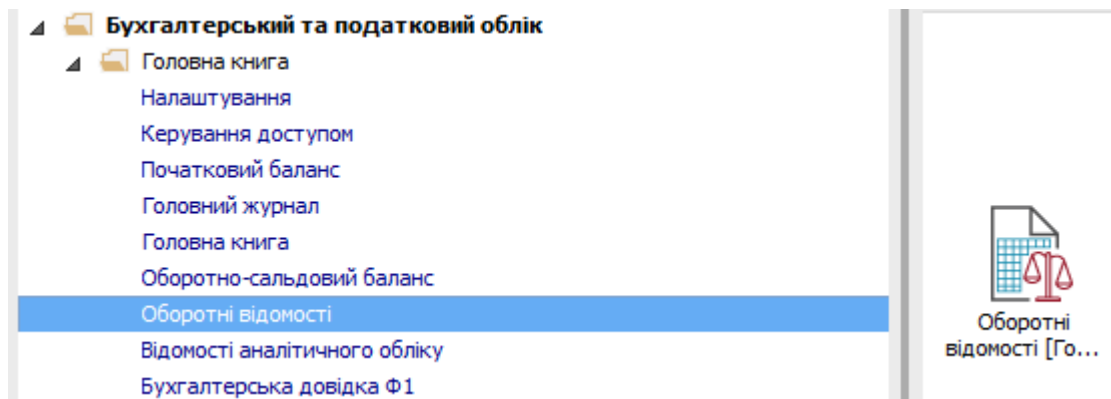 Бухгалтерський та податковий облік
Головна книга
Налаштування
Керування доступом
Початковий баланс
Головний журнал
Головна книга
Оборотно-сальдовий баланс
Оборотні відомості
Відомості аналітичного обліку
Бухгалтерська довідка Ф1
Оборотні
відомості [Го...